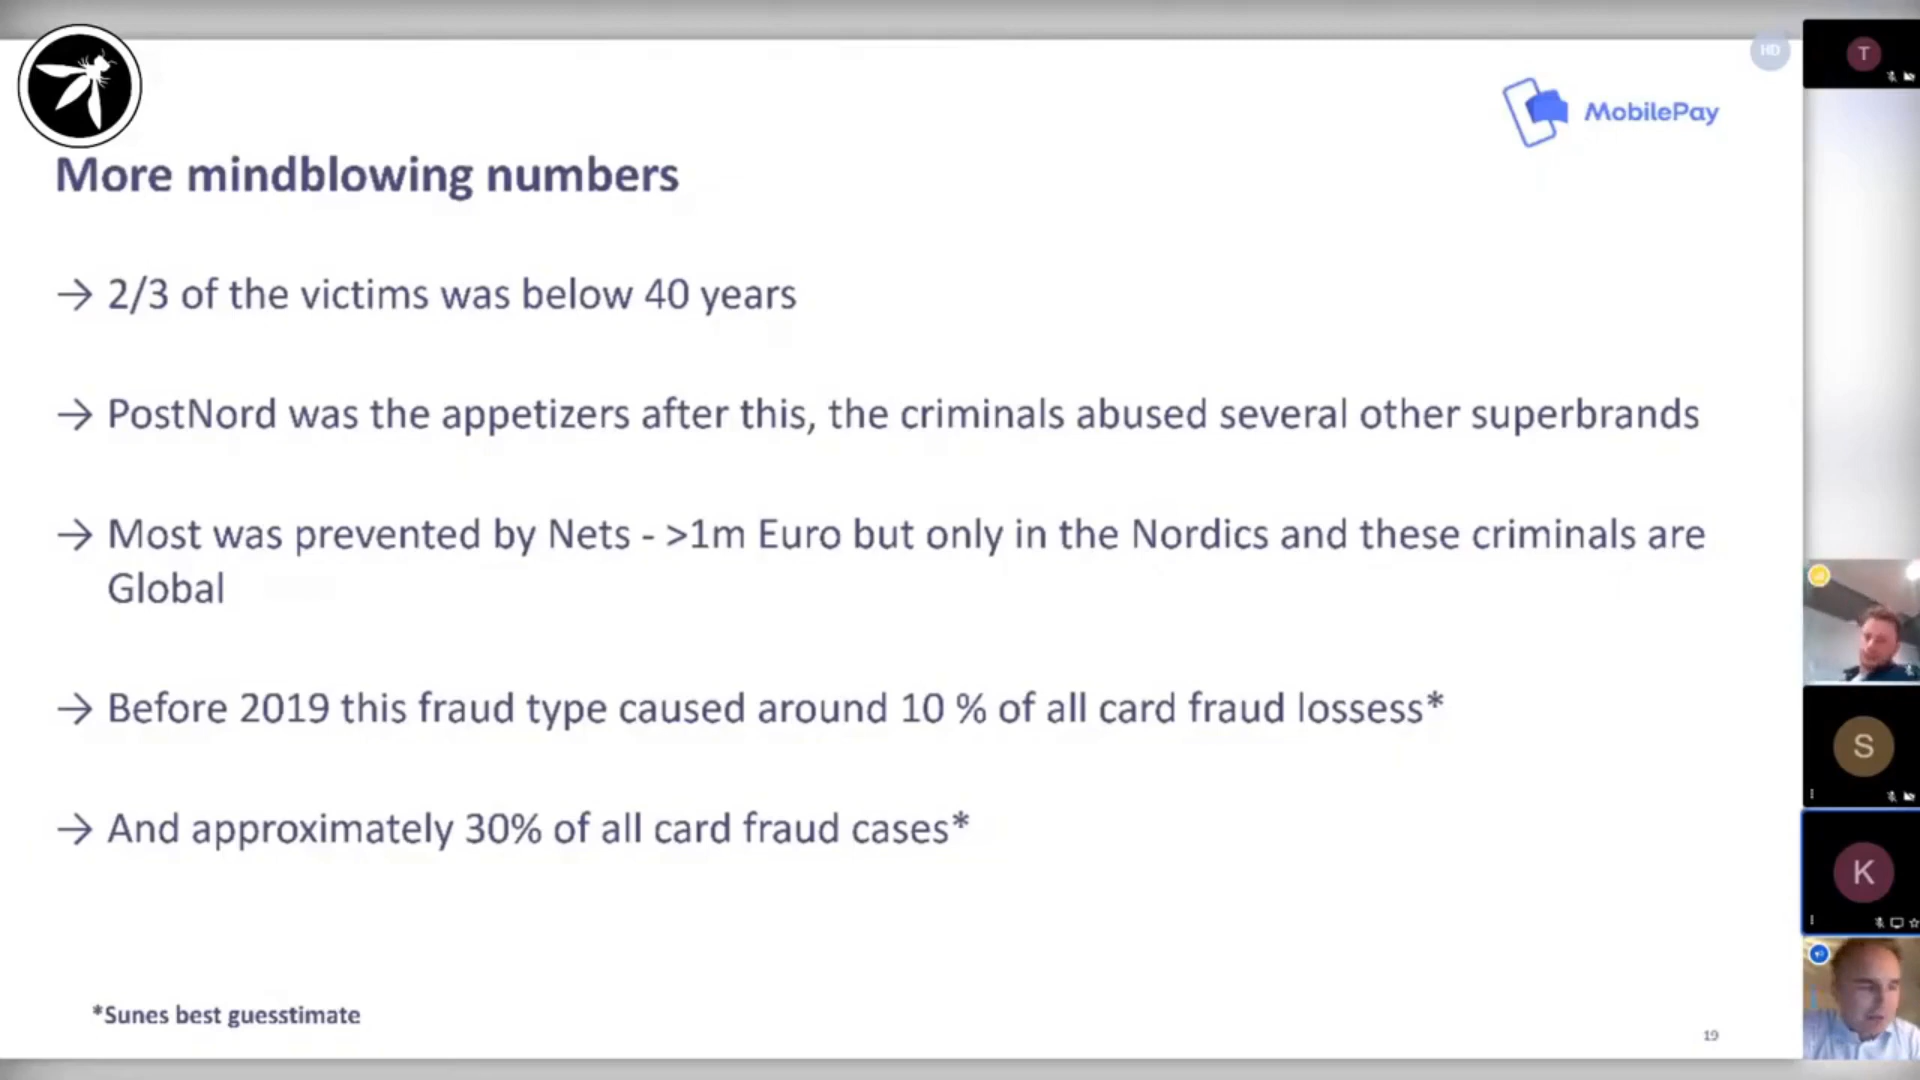 HD
T
MobilePay
More mindblowing numbers
→ 2/3 of the victims was below 40 years
→ PostNord was the appetizers after this, the criminals abused several other superbrands
→ Most was prevented by Nets - >1m Euro but only in the Nordics and these criminals are
Global
→ Before 2019 this fraud type caused around 10 % of all card fraud lossess*
S
→ And approximately 30% of all card fraud cases*
K
*Sunes best guesstimate
19